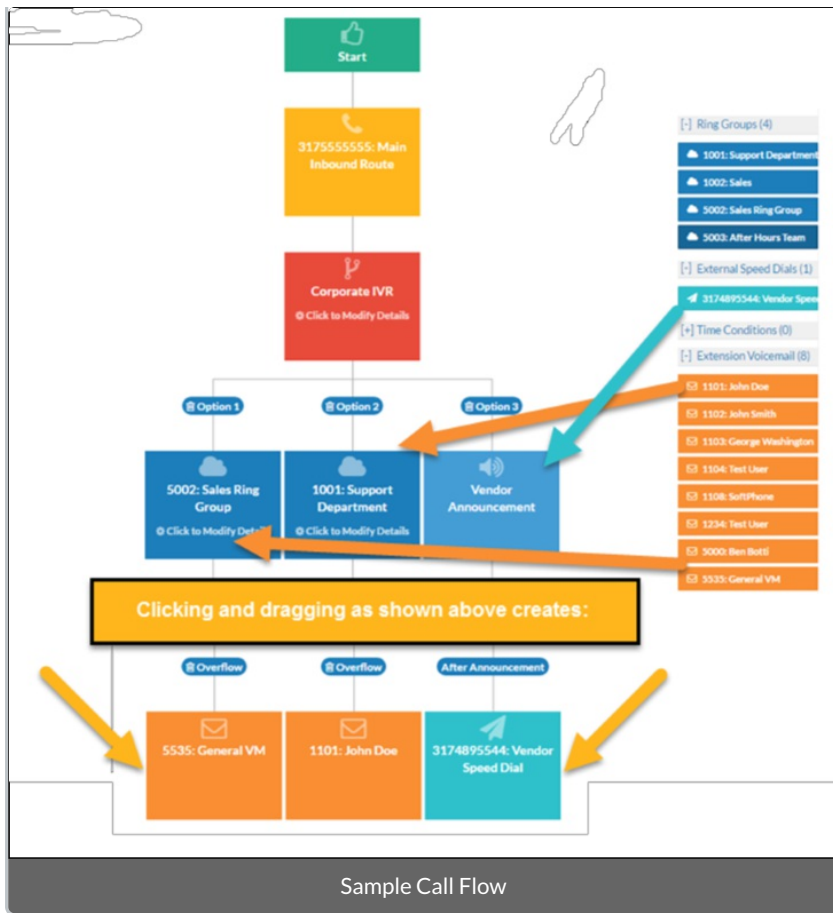 Start
3175555555: Main
Inbound Route
Corporate IVR
Click to Modify Details
Option 1
Option 2
Option 3
5002: Sales Ring
Group
Click to Modify Detail
1001: Support
Department
Click to Modify Details
Vendor
Announcement
[-] Ring Groups (4)
1001: Support Department
1002: Sales
5002: Sales Ring Group
5003: After Hours Team
[-] External Speed Dials (1)
3174895544: Vendor Spee
[+] Time Conditions (0)
[-] Extension Voicemail (8)
1101: John Doe
1102: John Smith
1103: George Washington
1104: Test User
1108: SoftPhone
1234: Test User
5000: Ben Botti
5535: General VM
Clicking and dragging as shown above creates:
Overflow
Overflow
After Announcement
5535: General VM
1101: John Doe
3174895544: Vendor
Speed Dial
Sample Call Flow